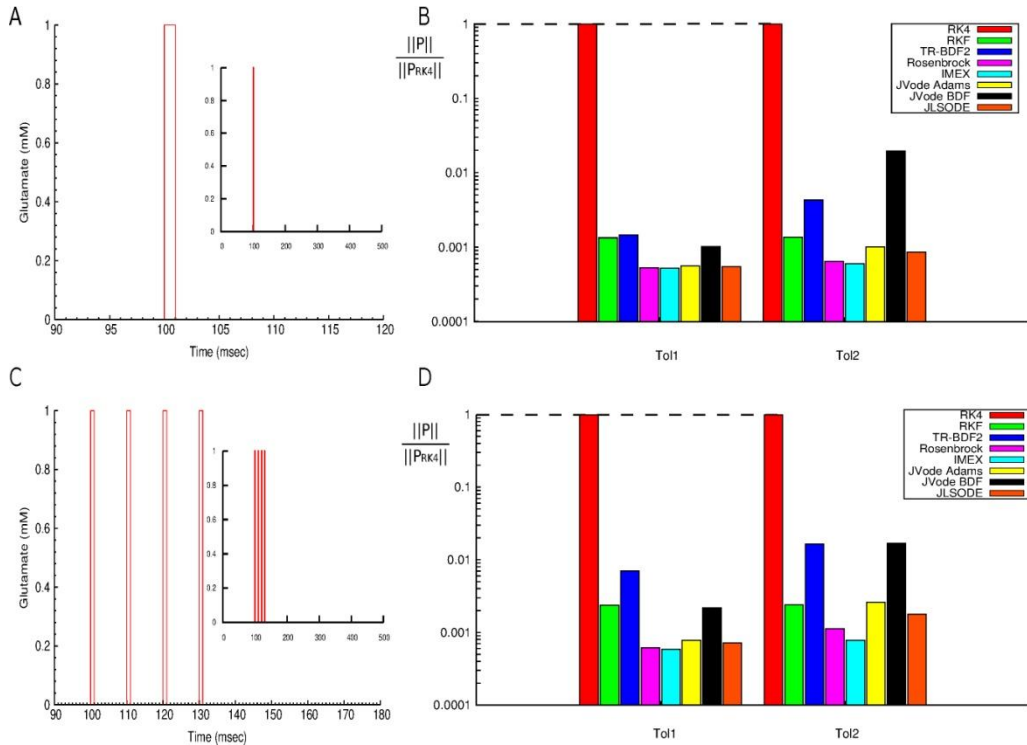 A
Glutamate (mM)
1
0.8
0.6
0.4
0.2
0
90 95 100 105 110 115 120
Time (msec)
1
0.8
0.6
0.4
0.2
0
0 100 200 300 400 500
B
||P||
||PRK4||
1
0.1
0.01
0.001
0.0001
Tol1 Tol2
RK4
RKF
TR-BDF2
Rosenbrock
IMEX
JVode Adams
JVode BDF
JLSODE
C
Glutamate (mM)
1
0.8
0.6
0.4
0.2
0
90 100 110 120 130 140 150 160 170 180
Time (msec)
1
0.8
0.6
0.4
0.2
0
0 100 200 300 400 500
D
||P||
||PRK4||
1
0.1
0.01
0.001
0.0001
Tol1 Tol2
RK4
RKF
TR-BDF2
Rosenbrock
IMEX
JVode Adams
JVode BDF
JLSODE